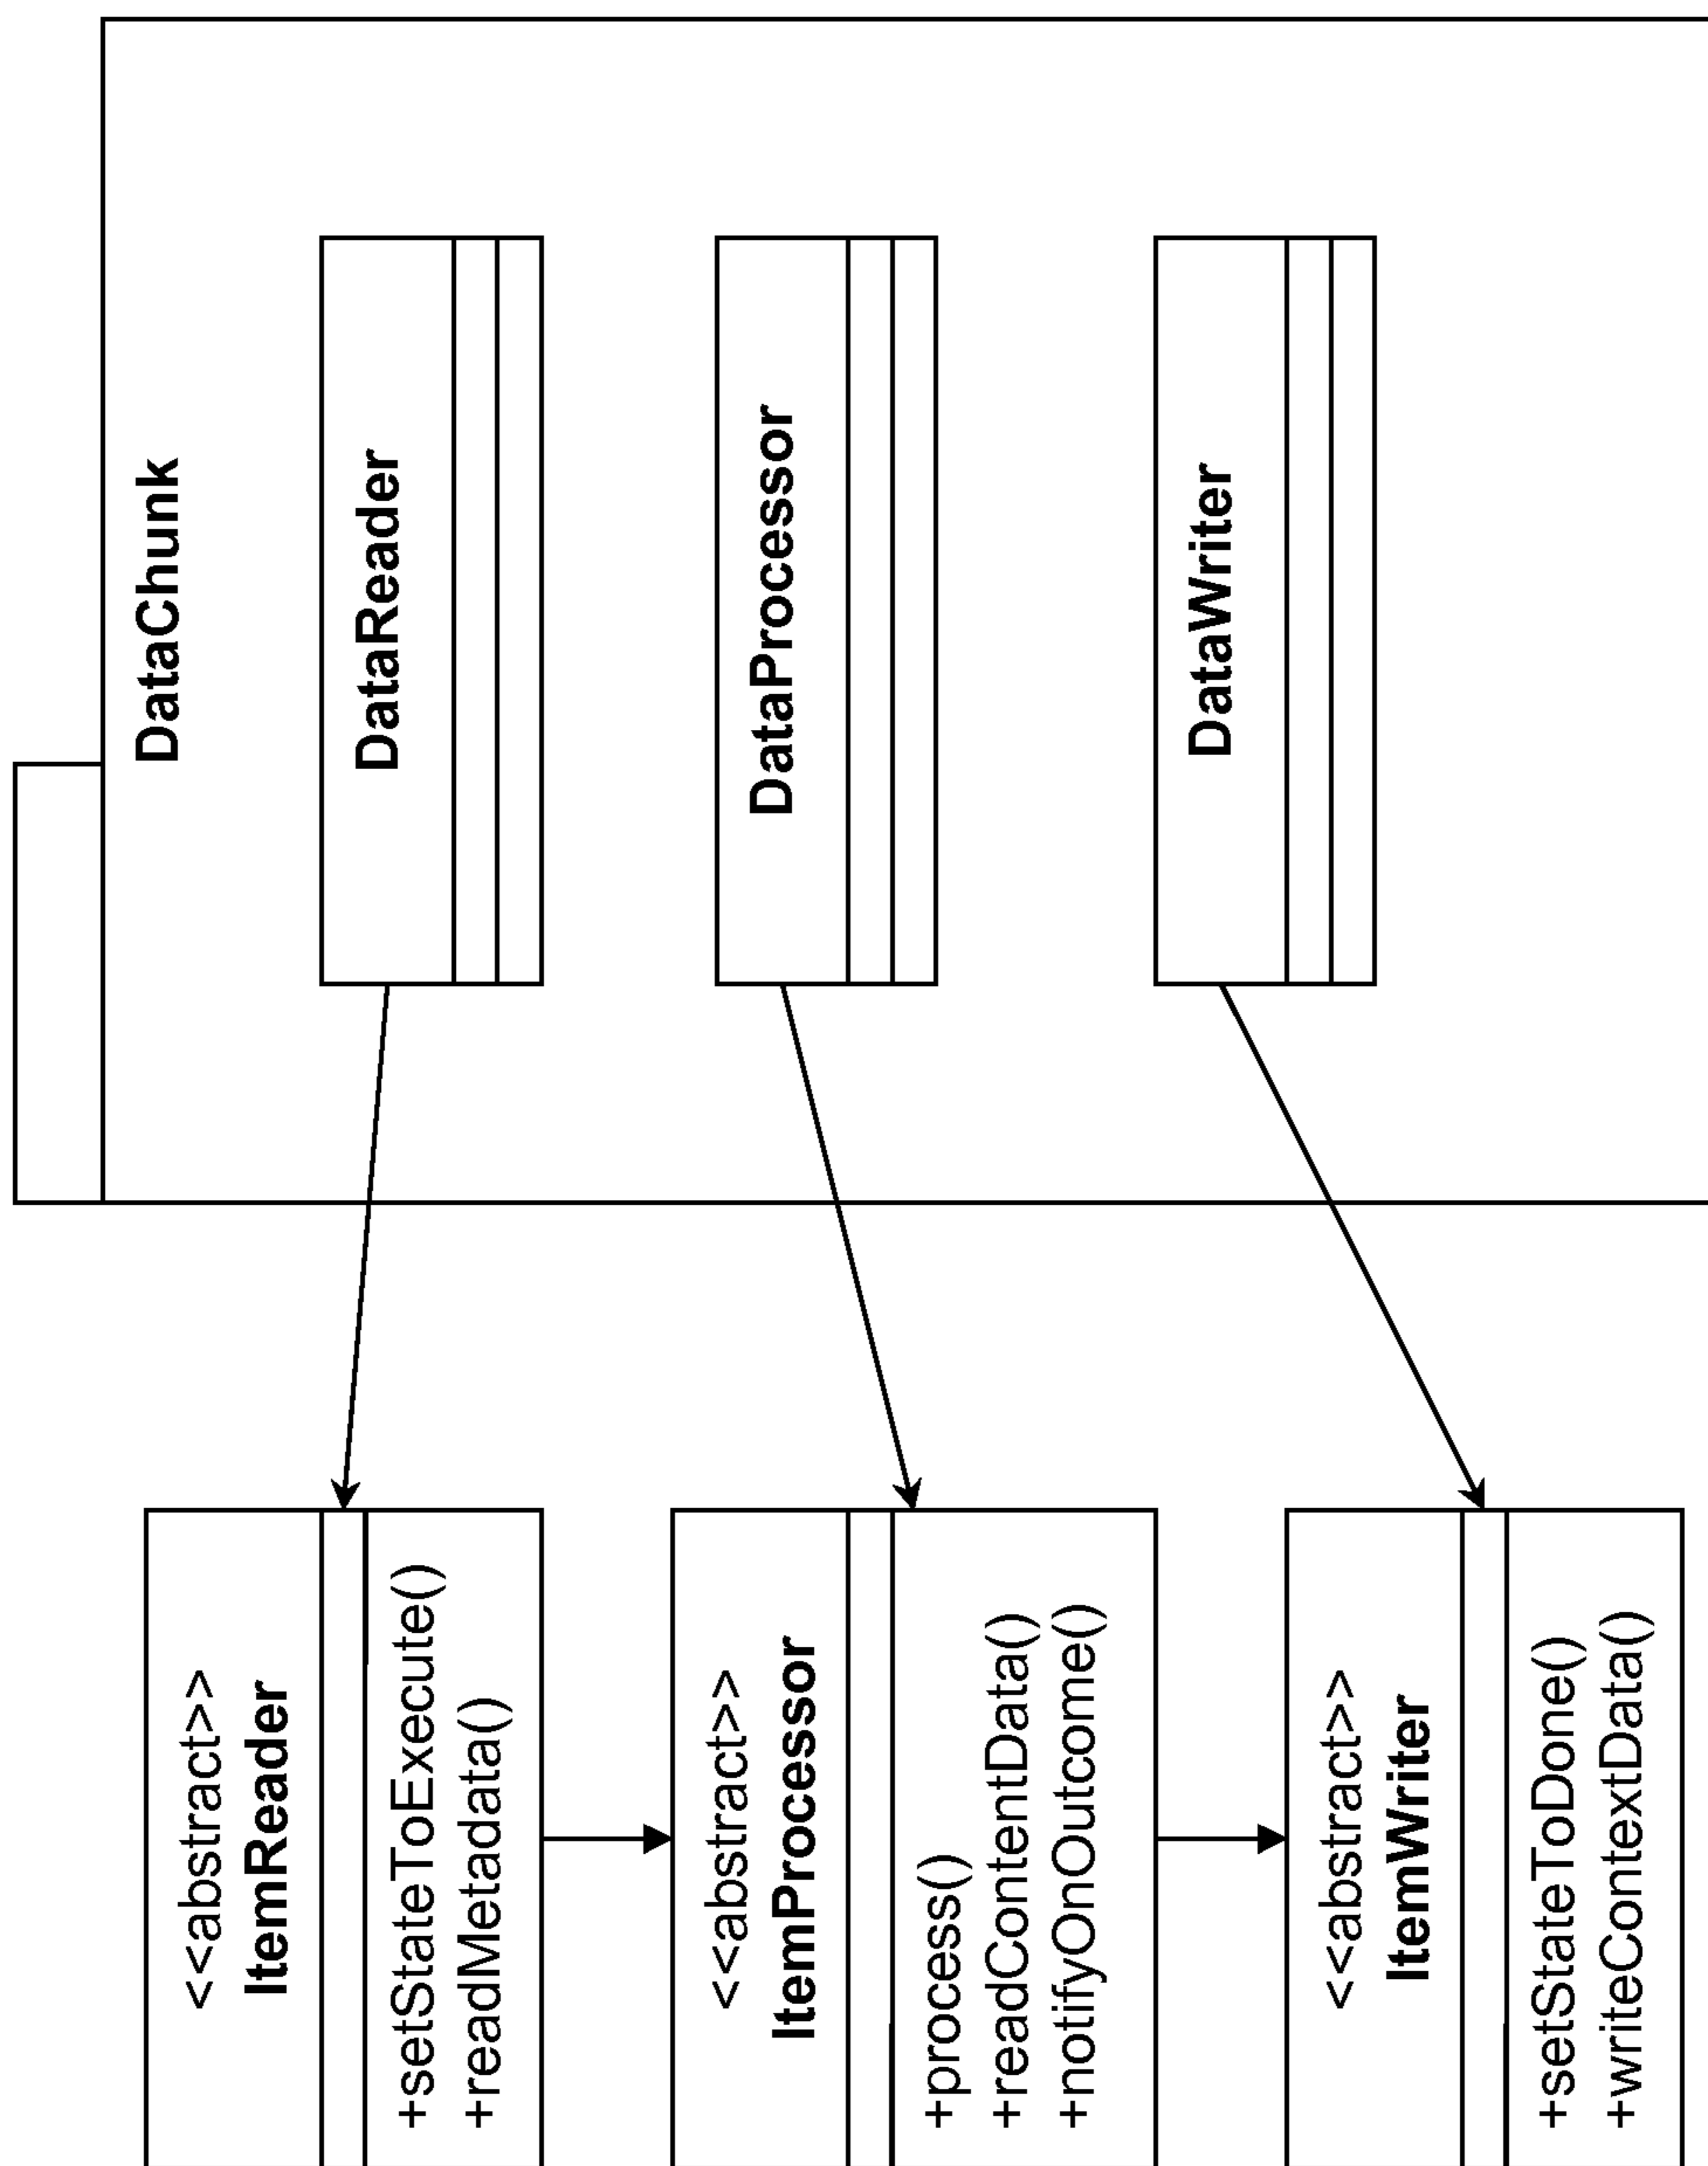 <<abstract>>
ItemReader
+setStateToExecute()
+readMetadata()
<<abstract>>
ItemProcessor
+process()
+readContentData()
+notifyOnOutcome()
<<abstract>>
ItemWriter
+setStateToDone()
+writeContextData()
DataChunk
DataReader
DataProcessor
DataWriter